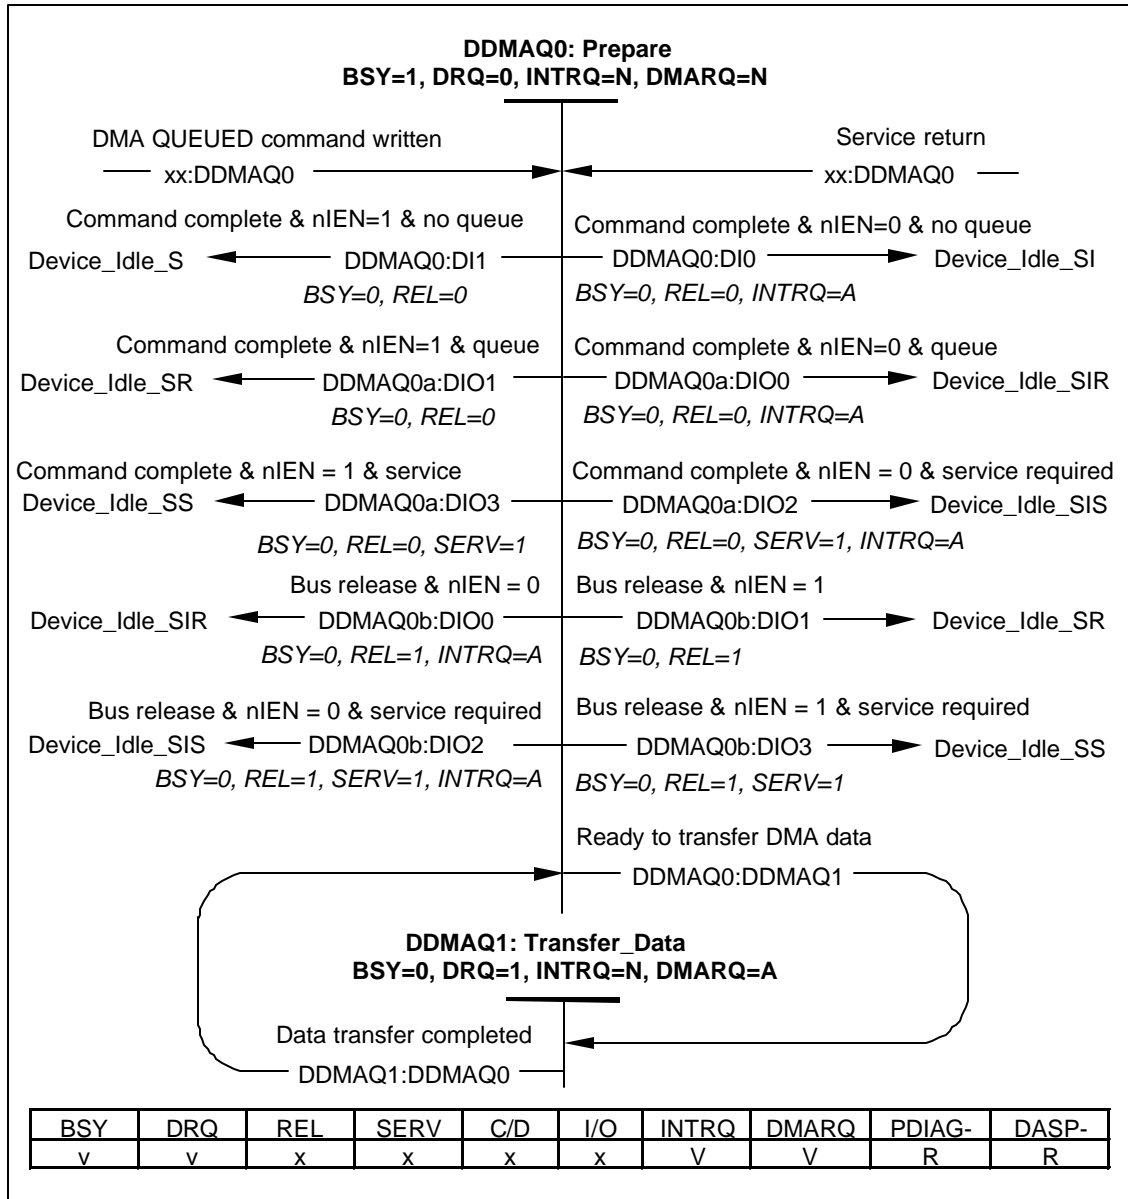 DDMAQ0: Prepare
BSY=1, DRQ=0, INTRQ=N, DMARQ=N
DMA QUEUED command written
xx:DDMAQ0
Service return
xx:DDMAQ0
Command complete & nIEN=1 & no queue
Device_Idle_S DDMAQ0:DI1
BSY=0, REL=0
Command complete & nIEN=0 & no queue
DDMAQ0:DI0 Device_Idle_SI
BSY=0, REL=0, INTRQ=A
Command complete & nIEN=1 & queue
Device_Idle_SR DDMAQ0a:DIO1
BSY=0, REL=0
Command complete & nIEN=0 & queue
DDMAQ0a:DIO0 Device_Idle_SIR
BSY=0, REL=0, INTRQ=A
Command complete & nIEN = 1 & service
Device_Idle_SS DDMAQ0a:DIO3
BSY=0, REL=0, SERV=1
Command complete & nIEN = 0 & service required
DDMAQ0a:DIO2 Device_Idle_SIS
BSY=0, REL=0, SERV=1, INTRQ=A
Bus release & nIEN = 0
Device_Idle_SIR DDMAQ0b:DIO0
BSY=0, REL=1, INTRQ=A
Bus release & nIEN = 1
DDMAQ0b:DIO1 Device_Idle_SR
BSY=0, REL=1
Bus release & nIEN = 0 & service required
Device_Idle_SIS DDMAQ0b:DIO2
BSY=0, REL=1, SERV=1, INTRQ=A
Bus release & nIEN = 1 & service required
DDMAQ0b:DIO3 Device_Idle_SS
BSY=0, REL=1, SERV=1
Ready to transfer DMA data
DDMAQ0:DDMAQ1
DDMAQ1: Transfer_Data
BSY=0, DRQ=1, INTRQ=N, DMARQ=A
Data transfer completed
DDMAQ1:DDMAQ0
BSY DRQ REL SERV C/D I/O INTRQ DMARQ PDIAG- DASP-
v v x x x x V V R R